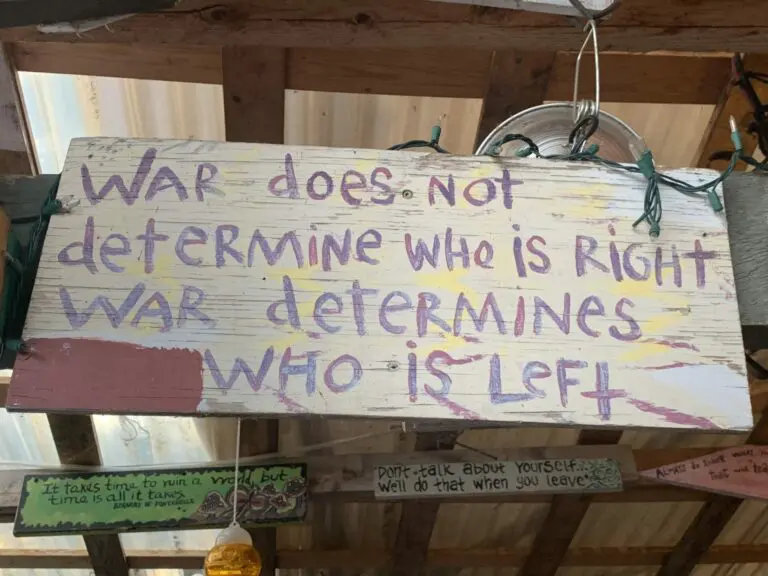 WAR does NOT
determine who is RIGHT
WAR determines
WHO is Left
It takes time to ruin a world, but
time is all it takes.
Don't talk about yourself...
We'll do that when you leave